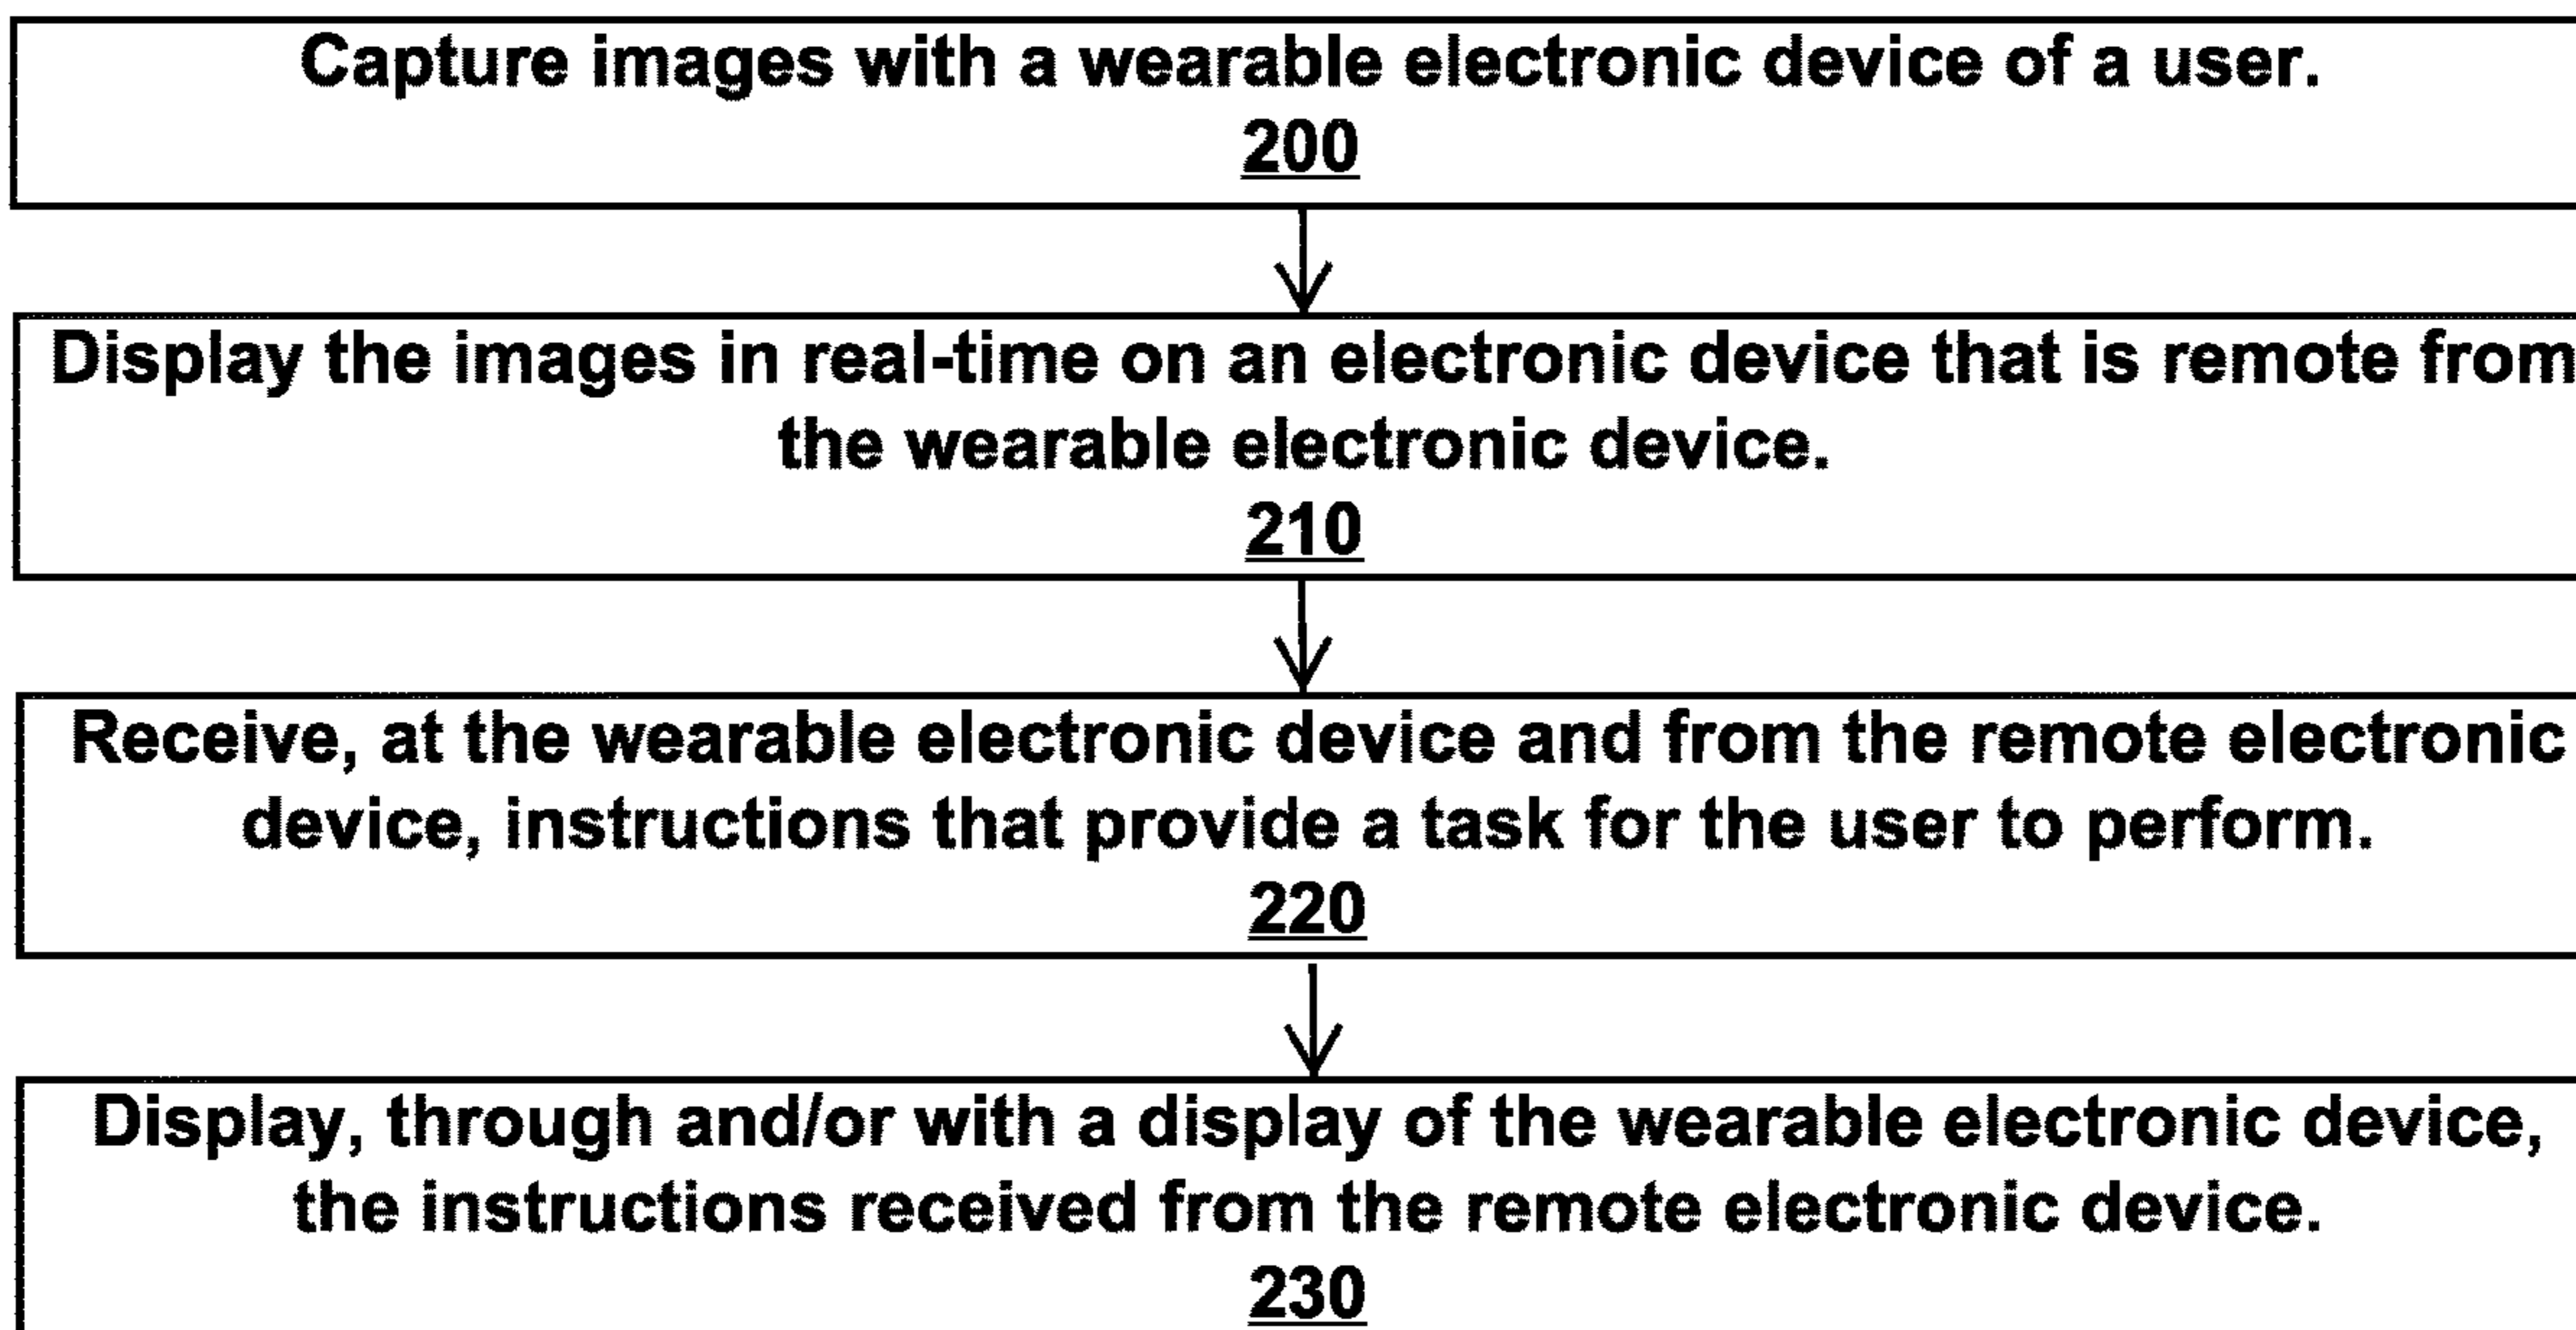 Capture images with a wearable electronic device of a user.
200
Display the images in real-time on an electronic device that is remote from
the wearable electronic device.
210
Receive, at the wearable electronic device and from the remote electronic
device, instructions that provide a task for the user to perform.
220
Display, through and/or with a display of the wearable electronic device,
the instructions received from the remote electronic device.
230